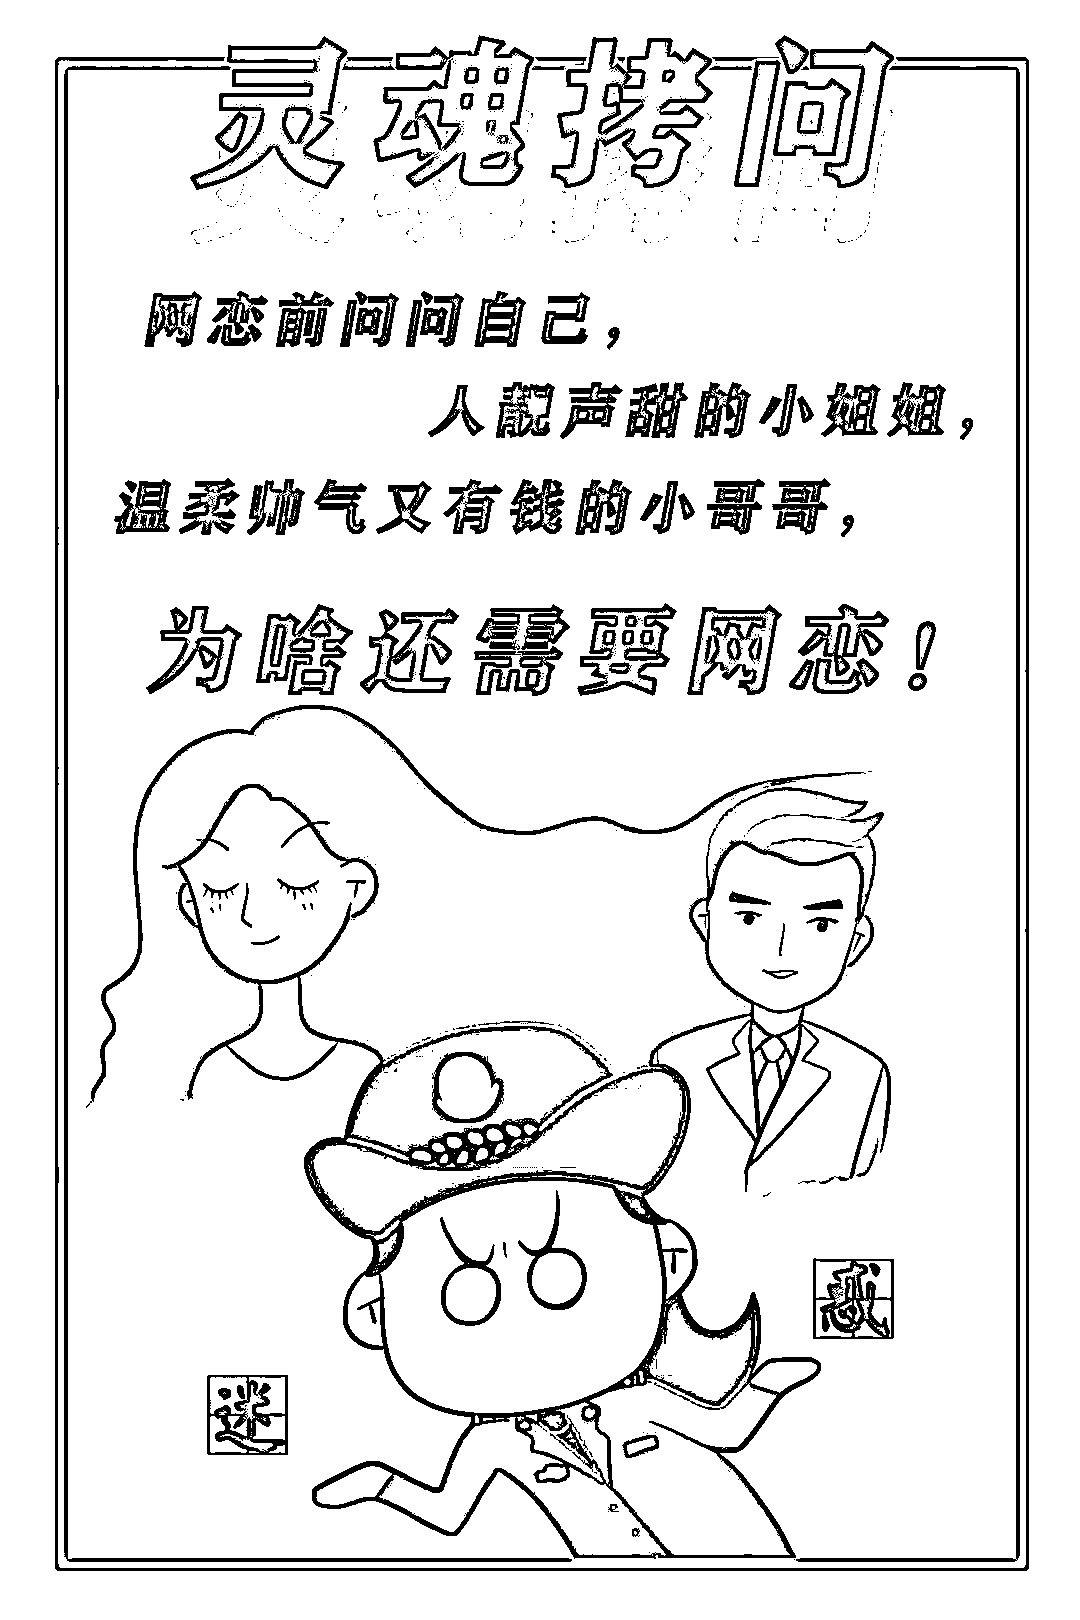 灵魂拷问
网恋前问问自己，
人靓声甜的小姐姐，
温柔帅气又有钱的小哥哥，
为啥还需要网恋！
迷
惑